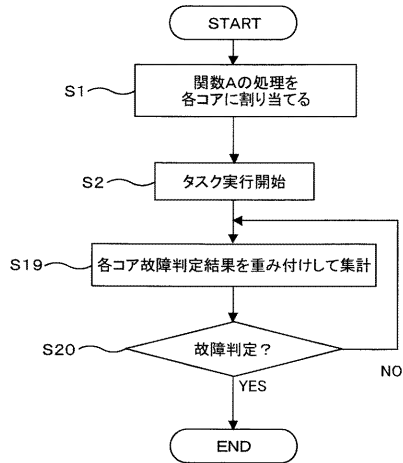 START
S1
関数Aの処理を
各コアに割り当てる
S2
タスク実行開始
S19
各コア故障判定結果を重み付けして集計
S20
故障判定？
NO
YES
END